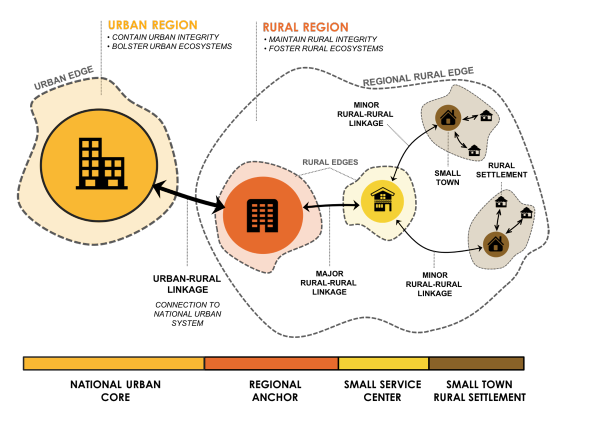 URBAN REGION
• CONTAIN URBAN INTEGRITY
• BOLSTER URBAN ECOSYSTEMS
RURAL REGION
• MAINTAIN RURAL INTEGRITY
• FOSTER RURAL ECOSYSTEMS
URBAN EDGE
REGIONAL RURAL EDGE
MINOR
RURAL-RURAL
LINKAGE
RURAL EDGES
SMALL
TOWN
RURAL
SETTLEMENT
URBAN-RURAL
LINKAGE
CONNECTION TO
NATIONAL URBAN
SYSTEM
MAJOR
RURAL-RURAL
LINKAGE
MINOR
RURAL-RURAL
LINKAGE
NATIONAL URBAN
CORE
REGIONAL
ANCHOR
SMALL SERVICE
CENTER
SMALL TOWN
RURAL SETTLEMENT